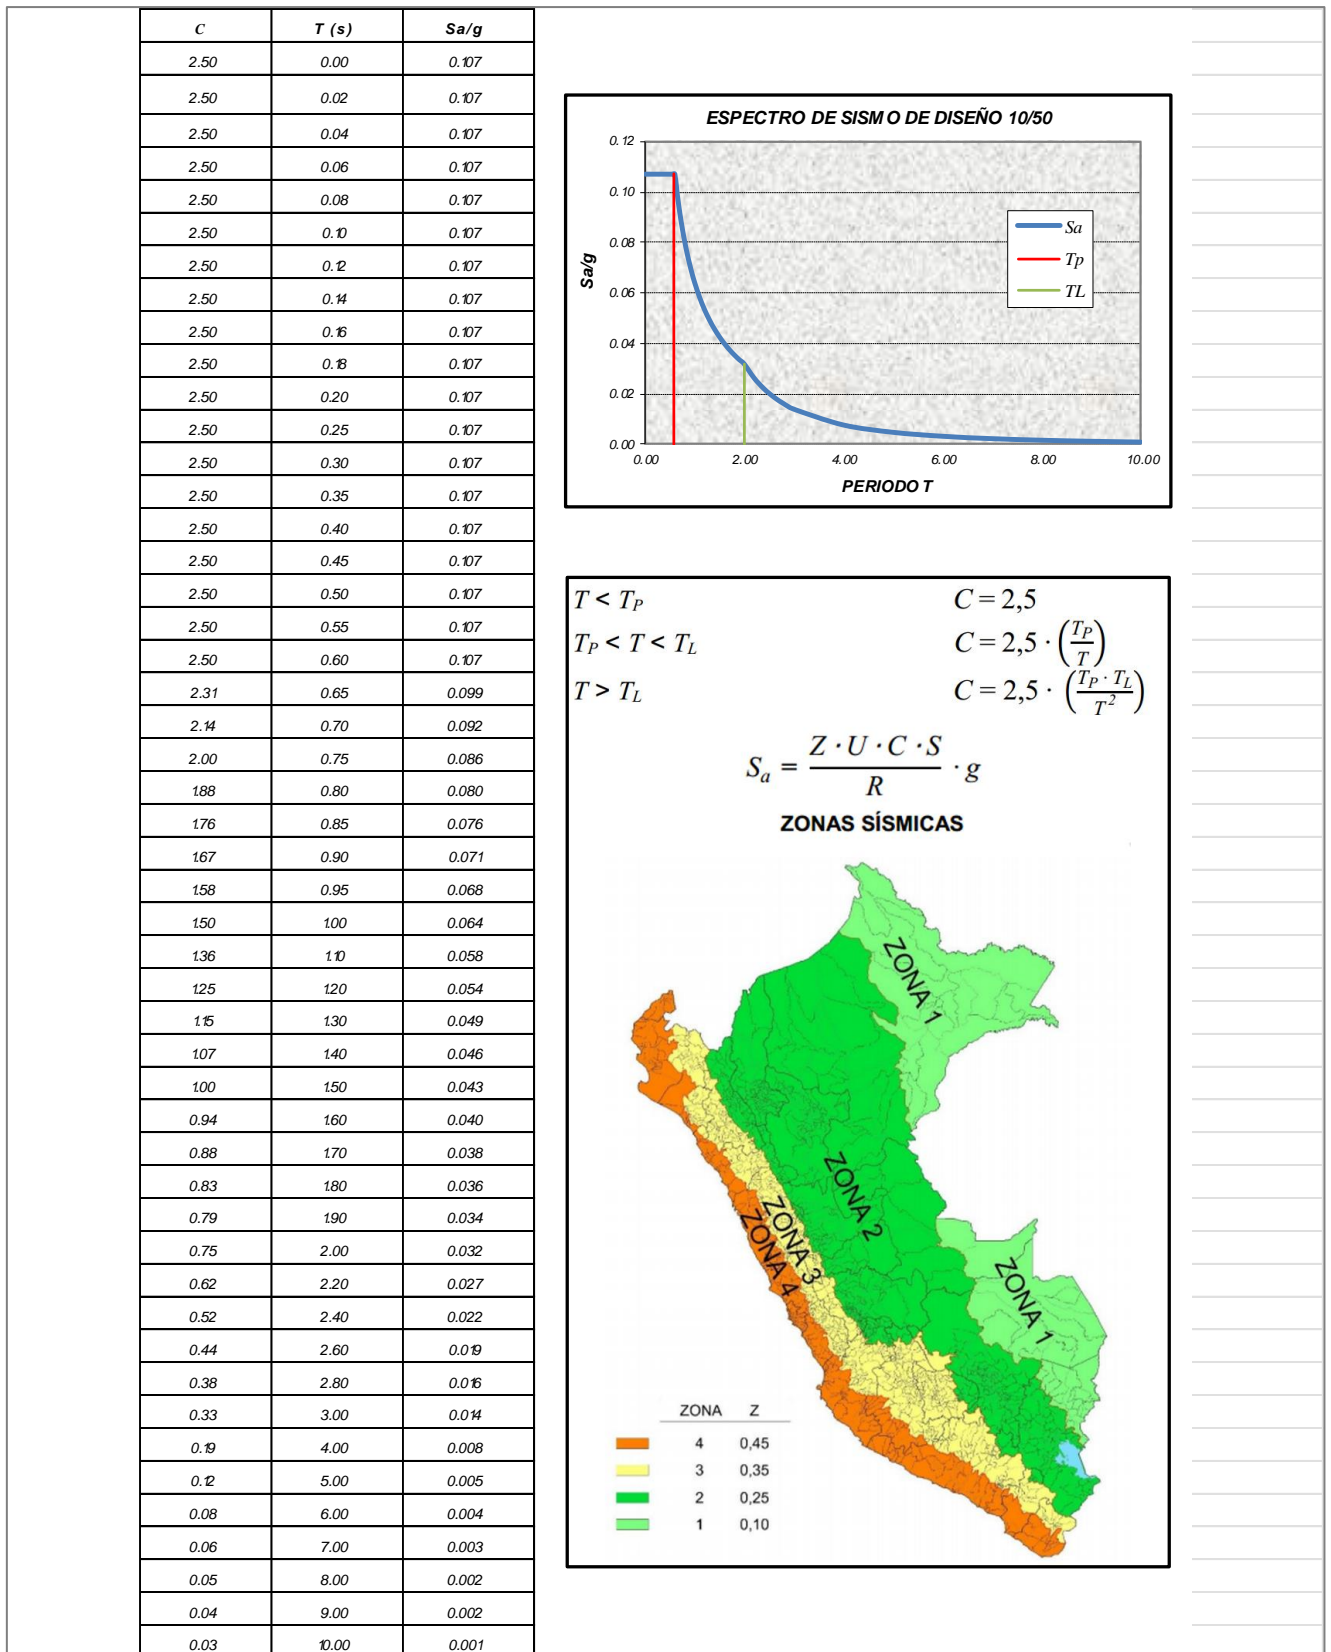 C T (s) Sa/g
2.50 0.00 0.107
2.50 0.02 0.107
2.50 0.04 0.107
2.50 0.06 0.107
2.50 0.08 0.107
2.50 0.10 0.107
2.50 0.12 0.107
2.50 0.14 0.107
2.50 0.16 0.107
2.50 0.18 0.107
2.50 0.20 0.107
2.50 0.25 0.107
2.50 0.30 0.107
2.50 0.35 0.107
2.50 0.40 0.107
2.50 0.45 0.107
2.50 0.50 0.107
2.50 0.55 0.107
2.50 0.60 0.107
2.31 0.65 0.099
2.14 0.70 0.092
2.00 0.75 0.086
1.88 0.80 0.080
1.76 0.85 0.076
1.67 0.90 0.071
1.58 0.95 0.068
1.50 1.00 0.064
1.36 1.10 0.058
1.25 1.20 0.054
1.15 1.30 0.049
1.07 1.40 0.046
1.00 1.50 0.043
0.94 1.60 0.040
0.88 1.70 0.038
0.83 1.80 0.036
0.79 1.90 0.034
0.75 2.00 0.032
0.62 2.20 0.027
0.52 2.40 0.022
0.44 2.60 0.019
0.38 2.80 0.016
0.33 3.00 0.014
0.19 4.00 0.008
0.12 5.00 0.005
0.08 6.00 0.004
0.06 7.00 0.003
0.05 8.00 0.002
0.04 9.00 0.002
0.03 10.00 0.001
ESPECTRO DE SISMO DE DISEÑO 10/50
Sa/g
0.12
0.10
0.08
0.06
0.04
0.02
0.00
0.00 2.00 4.00 6.00 8.00 10.00
PERIODO T
Sa
Tp
TL
T < T_P C = 2,5
T_P < T < T_L C = 2,5 · (T_P / T)
T > T_L C = 2,5 · (T_P · T_L / T²)
S_a = Z · U · C · S / R · g
ZONAS SÍSMICAS
ZONA 1
ZONA 2
ZONA 3
ZONA 4
ZONA 1
ZONA Z
4 0,45
3 0,35
2 0,25
1 0,10